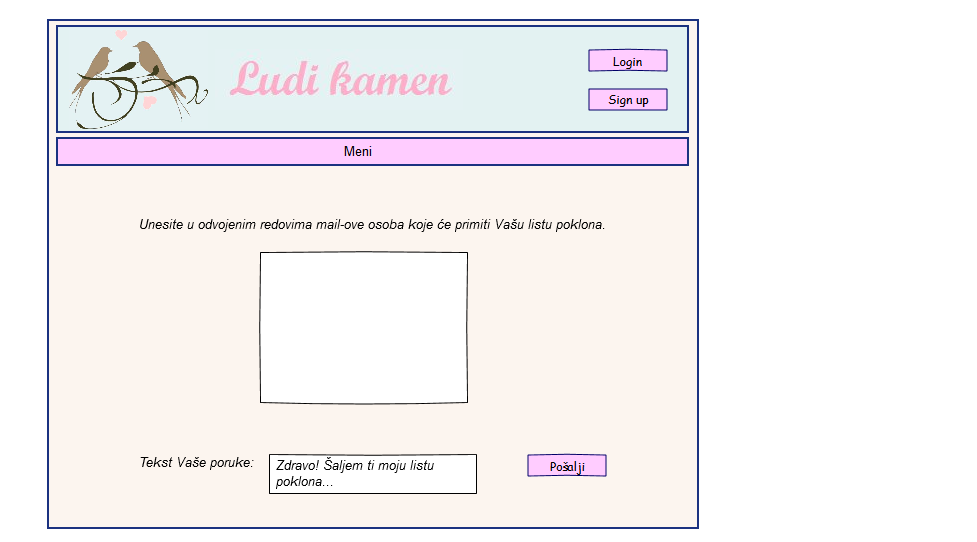 Ludi kamen
Login
Sign up
Meni
Unesite u odvojenim redovima mail-ove osoba koje će primiti Vašu listu poklona.
Tekst Vaše poruke:
Zdravo! Šaljem ti moju listu
poklona...
Pošalji